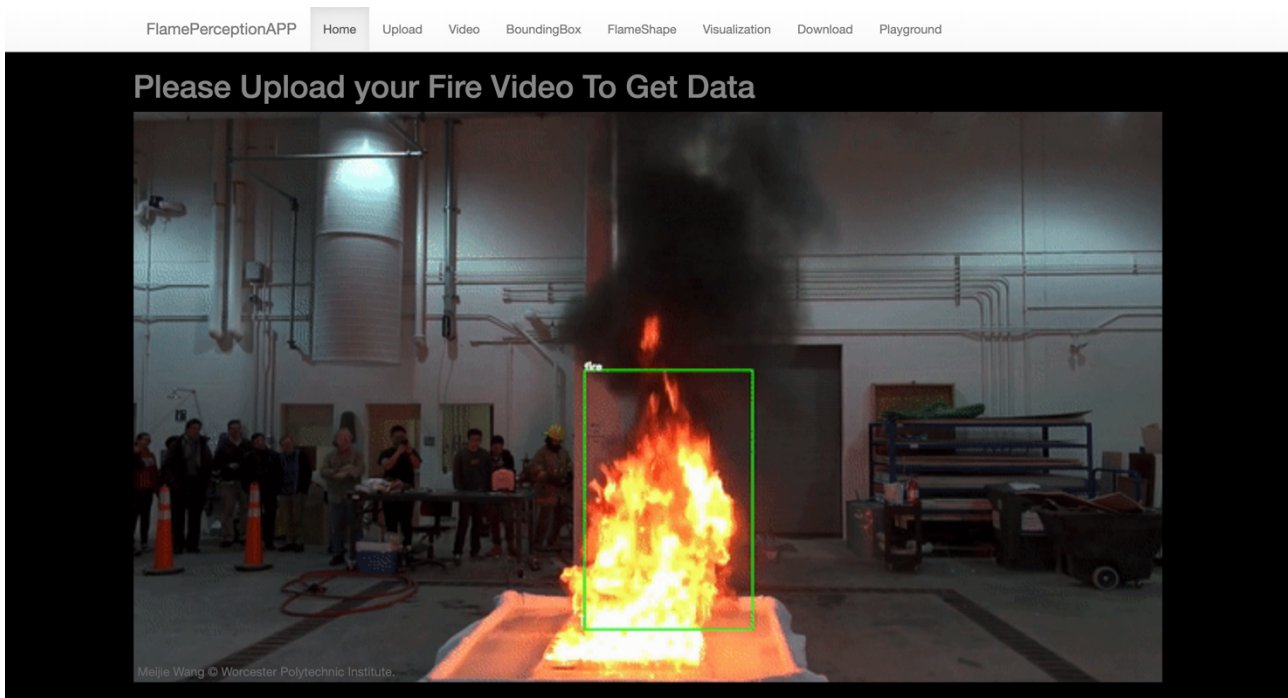 FlamePerceptionAPP Home Upload Video BoundingBox FlameShape Visualization Download Playground
Please Upload your Fire Video To Get Data
fire
Meijie Wang © Worcester Polytechnic Institute.